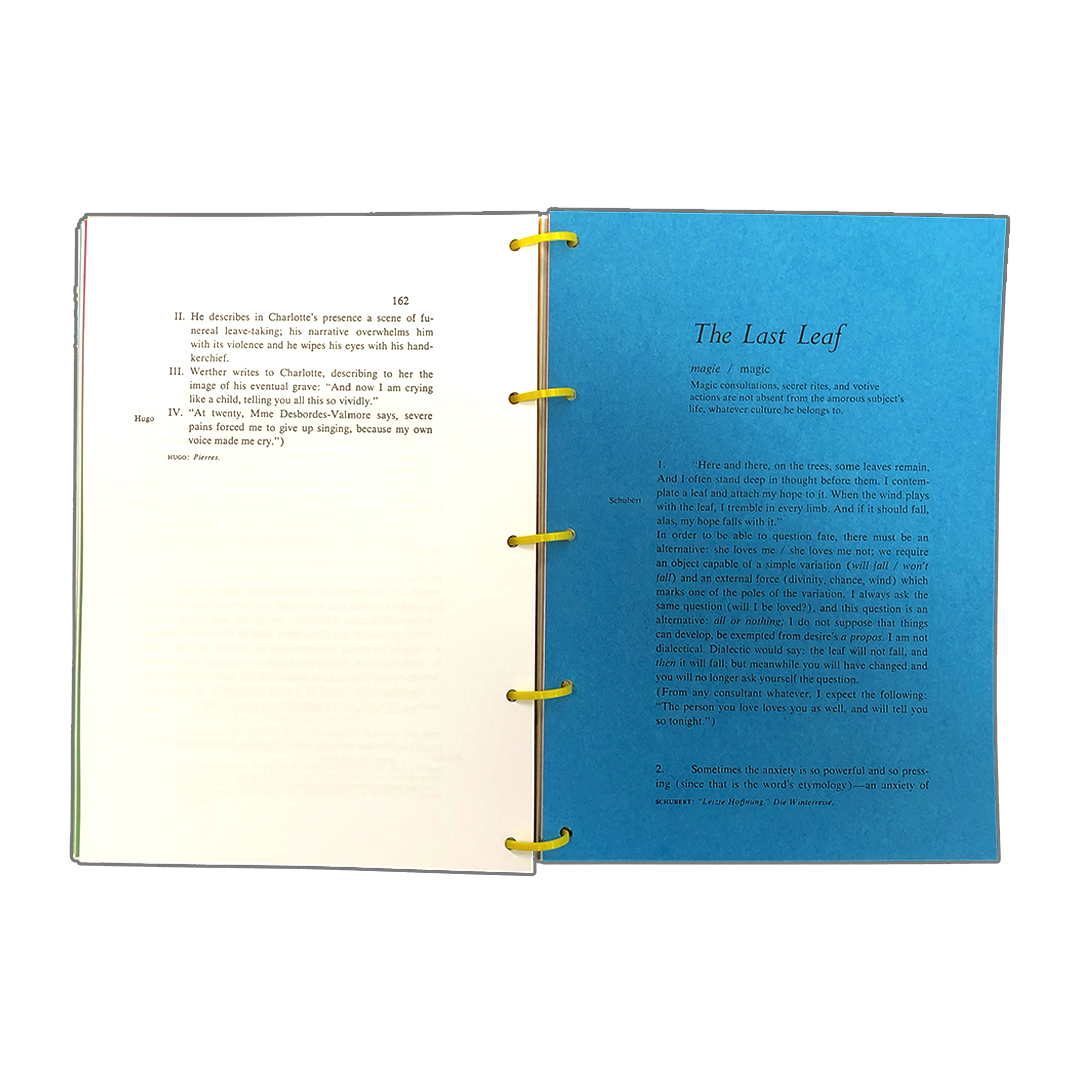 162
II. He describes in Charlotte's presence a scene of fu-
nereal leave-taking; his narrative overwhelms him
with its violence and he wipes his eyes with his hand-
kerchief.
III. Werther writes to Charlotte, describing to her the
image of his eventual grave: "And now I am crying
like a child, telling you all this so vividly."
Hugo
IV. "At twenty, Mme Desbordes-Valmore says, severe
pains forced me to give up singing, because my own
voice made me cry.")
HUGO: Pierres.
The Last Leaf
magie / magic
Magic consultations, secret rites, and votive
actions are not absent from the amorous subject's
life, whatever culture he belongs to.
1. "Here and there, on the trees, some leaves remain.
And I often stand deep in thought before them. I contem-
plate a leaf and attach my hope to it. When the wind plays
Schubert
with the leaf, I tremble in every limb. And if it should fall,
alas, my hope falls with it."
In order to be able to question fate, there must be an
alternative: she loves me / she loves me not; we require
an object capable of a simple variation (will fall / won't
fall) and an external force (divinity, chance, wind) which
marks one of the poles of the variation. I always ask the
same question (will I be loved?), and this question is an
alternative: all or nothing; I do not suppose that things
can develop, be exempted from desire's a propos. I am not
dialectical. Dialectic would say: the leaf will not fall, and
then it will fall; but meanwhile you will have changed and
you will no longer ask yourself the question.
(From any consultant whatever, I expect the following:
"The person you love loves you as well, and will tell you
so tonight.")
2. Sometimes the anxiety is so powerful and so press-
ing (since that is the word's etymology)—an anxiety of
SCHUBERT: "Letzte Hoffnung," Die Winterreise.